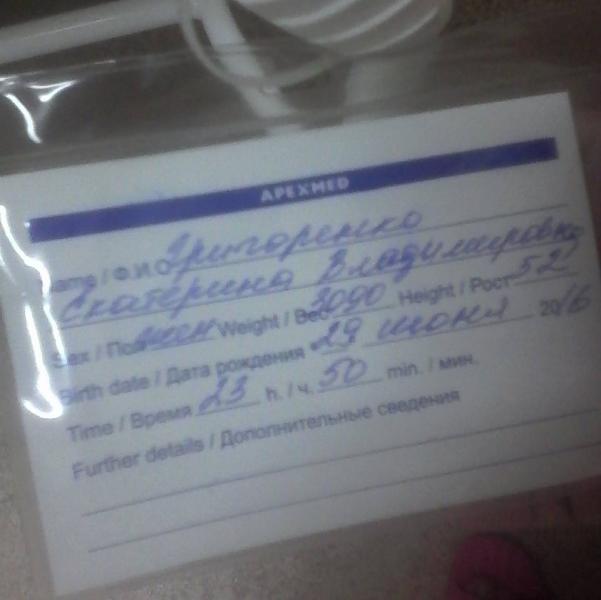 APEXMED
Name / Ф.И.О. Григоренко
Екатерина Владимировна
Sex / Пол жен Weight / Вес 3090 Height / Рост 52
Birth date / Дата рождения 29 июня 2016
Time / Время 23 h. / ч. 50 min. / мин.
Further details / Дополнительные сведения